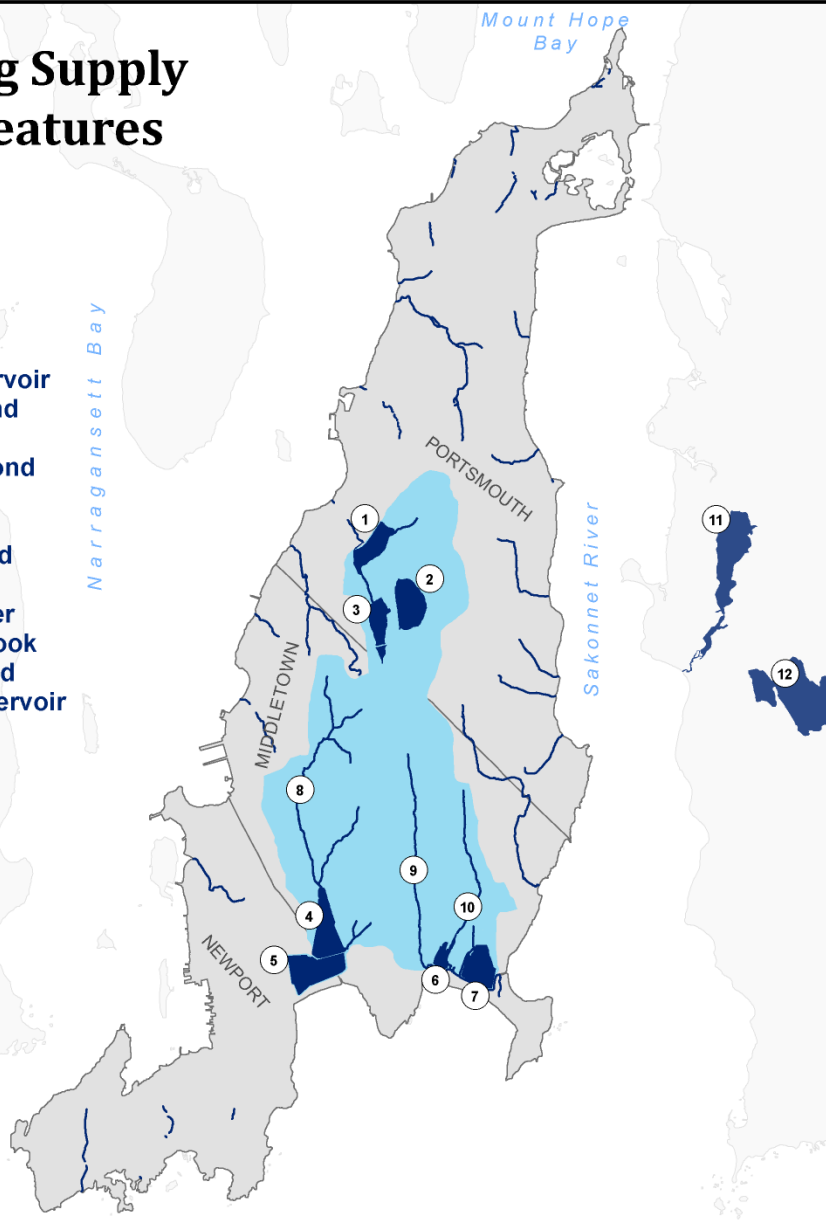 Mount Hope
Bay
g Supply
eatures
Narragansett Bay
rvoir
nd
ond
d
er
ook
d
ervoir
PORTSMOUTH
1
2
3
11
Sakonnet River
12
MIDDLETOWN
8
9
10
4
5
NEWPORT
6
7